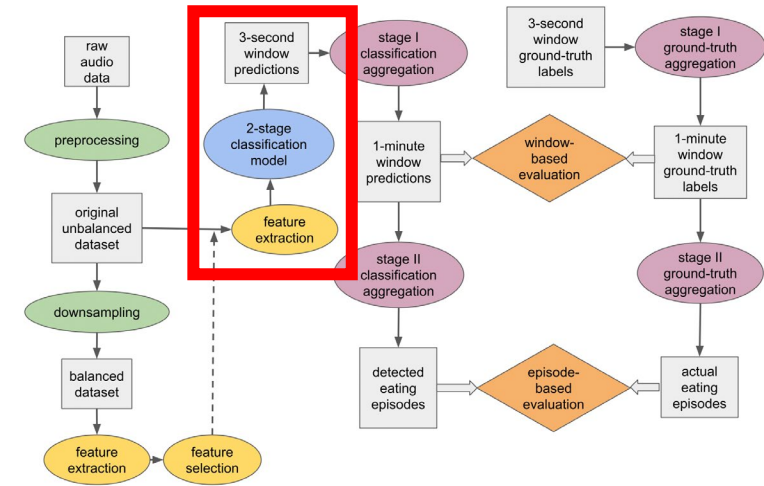 raw
audio
data
preprocessing
original
unbalanced
dataset
downsampling
balanced
dataset
feature
extraction
feature
selection
3-second
window
predictions
2-stage
classification
model
feature
extraction
stage I
classification
aggregation
1-minute
window
predictions
stage II
classification
aggregation
detected
eating
episodes
window-
based
evaluation
episode-
based
evaluation
3-second
window
ground-truth
labels
stage I
ground-truth
aggregation
1-minute
window
ground-truth
labels
stage II
ground-truth
aggregation
actual
eating
episodes